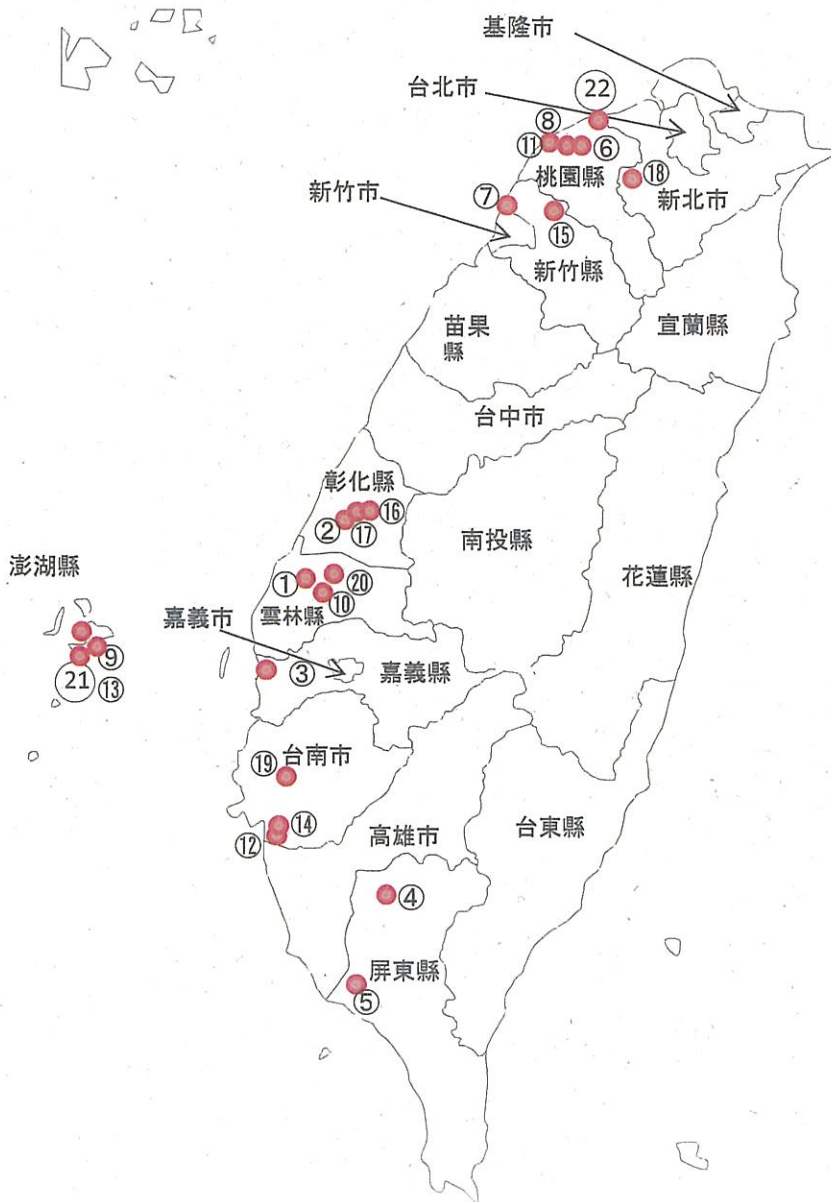 基隆市
台北市
22
⑧
⑪
⑥
桃園縣
⑱
新北市
新竹市
⑦
⑮
新竹縣
苗果
縣
宜蘭縣
台中市
彰化縣
⑯
②
⑰
南投縣
花蓮縣
澎湖縣
①
⑳
⑩
雲林縣
嘉義市
⑨
21
⑬
③
嘉義縣
台南市
⑲
⑭
⑫
高雄市
台東縣
④
屏東縣
⑤